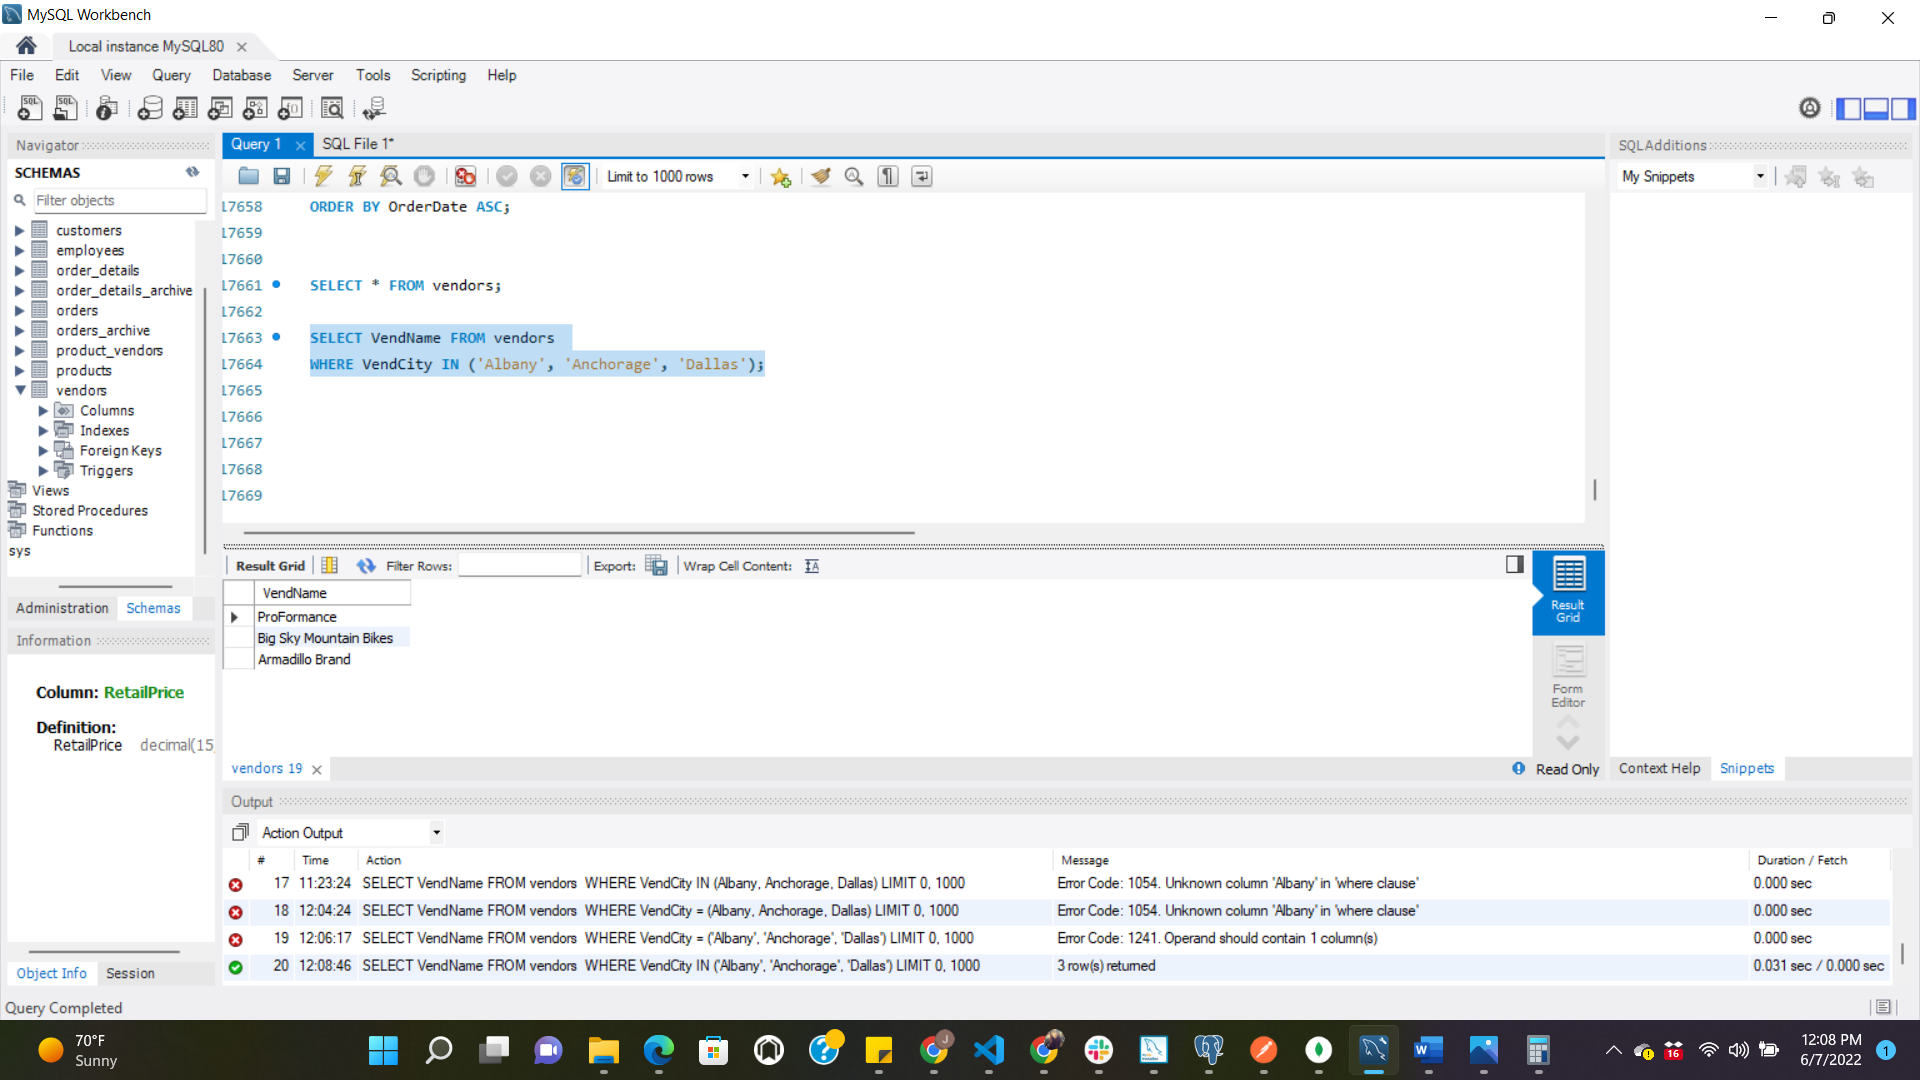 MySQL Workbench
Local instance MySQL80
File Edit View Query Database Server Tools Scripting Help
Navigator
SCHEMAS
Filter objects
customers
employees
order_details
order_details_archive
orders
orders_archive
product_vendors
products
vendors
Columns
Indexes
Foreign Keys
Triggers
Views
Stored Procedures
Functions
sys
Administration Schemas
Information
Column: RetailPrice
Definition:
RetailPrice decimal(15
Object Info Session
Query 1 SQL File 1*
Limit to 1000 rows
17658 ORDER BY OrderDate ASC;
17659
17660
17661 SELECT * FROM vendors;
17662
17663 SELECT VendName FROM vendors
17664 WHERE VendCity IN ('Albany', 'Anchorage', 'Dallas');
17665
17666
17667
17668
17669
Result Grid Filter Rows: Export: Wrap Cell Content:
VendName
ProFormance
Big Sky Mountain Bikes
Armadillo Brand
Result
Grid
Form
Editor
vendors 19 Read Only
SQLAdditions
My Snippets
Context Help Snippets
Output
Action Output
# Time Action Message Duration / Fetch
17 11:23:24 SELECT VendName FROM vendors WHERE VendCity IN (Albany, Anchorage, Dallas) LIMIT 0, 1000 Error Code: 1054. Unknown column 'Albany' in 'where clause' 0.000 sec
18 12:04:24 SELECT VendName FROM vendors WHERE VendCity = (Albany, Anchorage, Dallas) LIMIT 0, 1000 Error Code: 1054. Unknown column 'Albany' in 'where clause' 0.000 sec
19 12:06:17 SELECT VendName FROM vendors WHERE VendCity = ('Albany', 'Anchorage', 'Dallas') LIMIT 0, 1000 Error Code: 1241. Operand should contain 1 column(s) 0.000 sec
20 12:08:46 SELECT VendName FROM vendors WHERE VendCity IN ('Albany', 'Anchorage', 'Dallas') LIMIT 0, 1000 3 row(s) returned 0.031 sec / 0.000 sec
Query Completed
70°F
Sunny
16
12:08 PM
6/7/2022
1